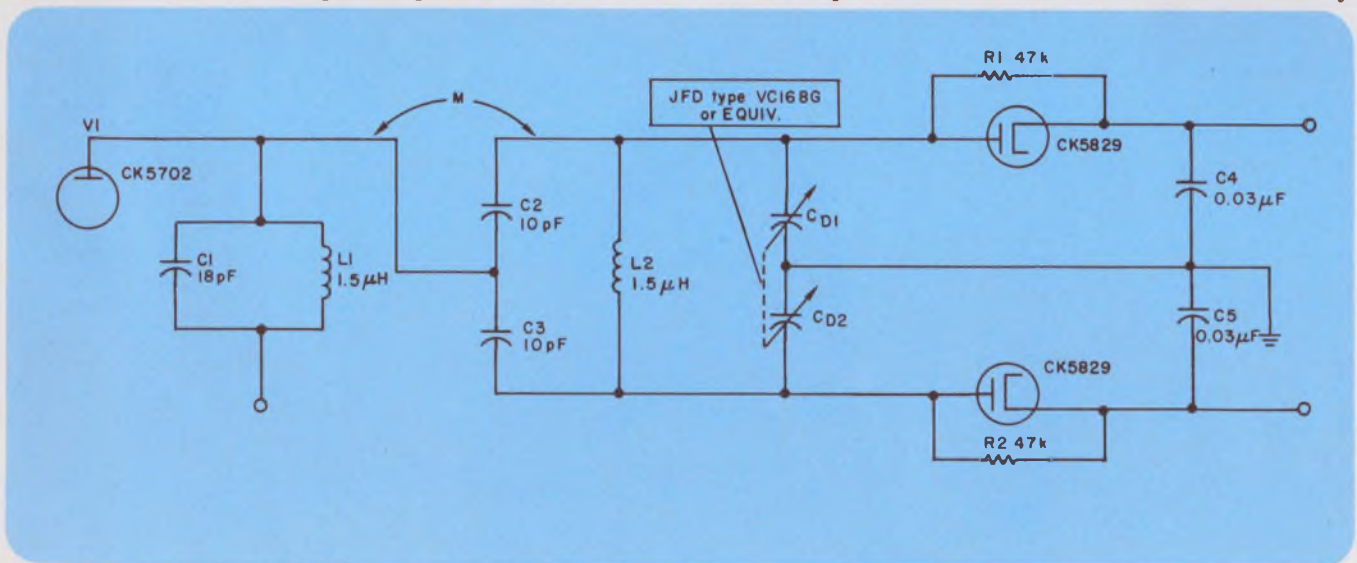 R1 47k
M
JFD type VC168G
or EQUIV.
V1
CK5702
CK5829
C4
0.03μF
C2
10pF
CD1
C1
18pF
L1
1.5μH
L2
1.5μH
C3
10pF
CD2
C5
0.03μF
CK5829
R2 47k